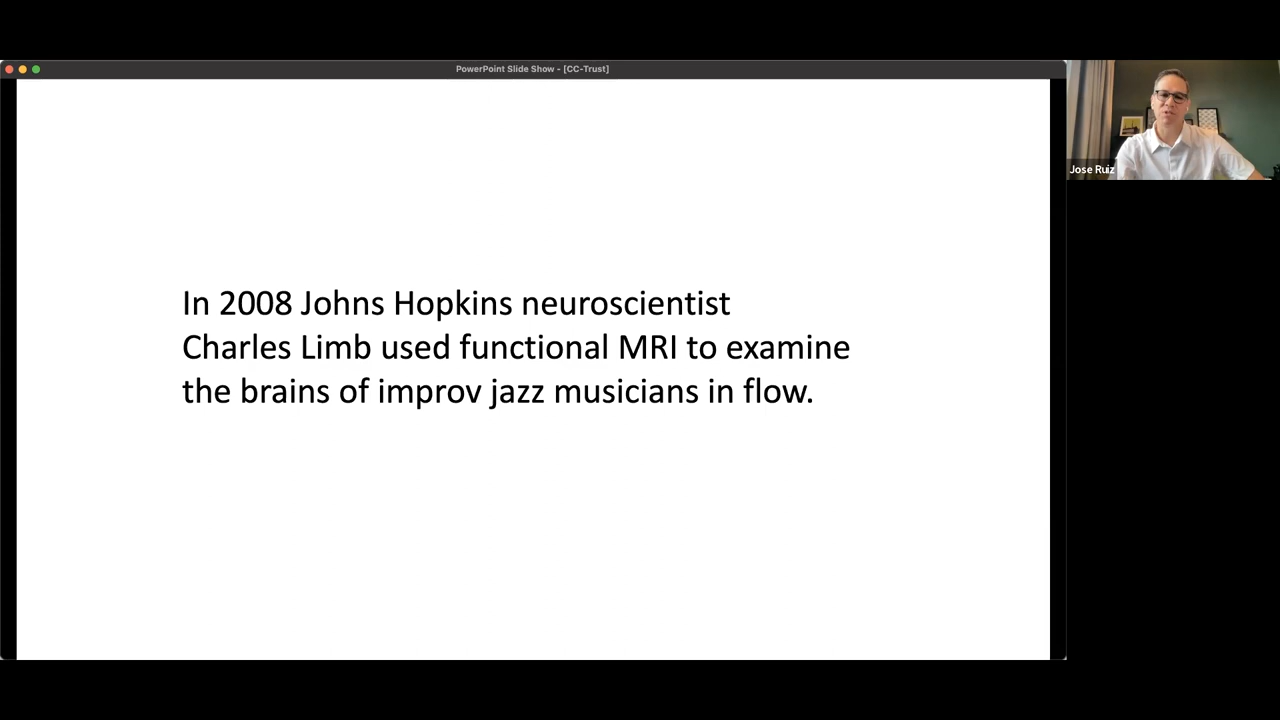 PowerPoint Slide Show - [CC-Trust]
Jose Ruiz
In 2008 Johns Hopkins neuroscientist
Charles Limb used functional MRI to examine
the brains of improv jazz musicians in flow.